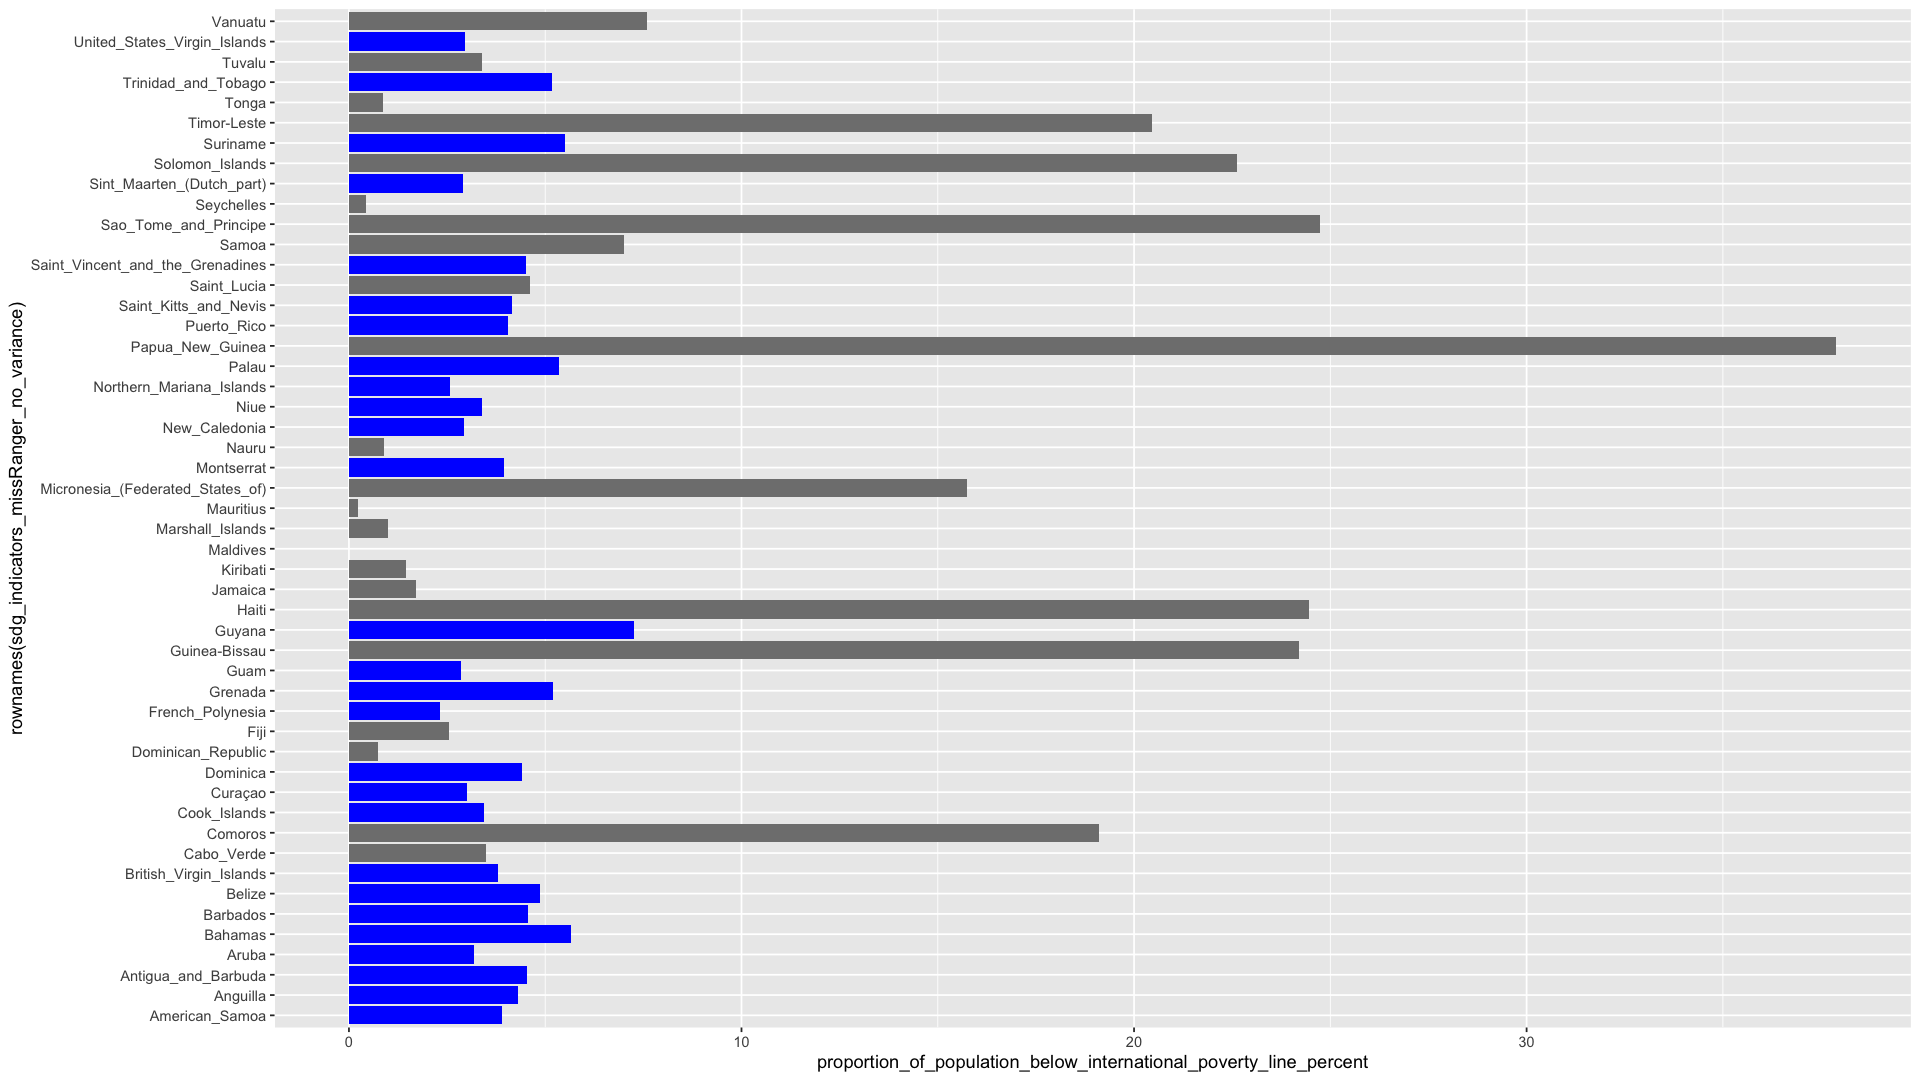 rownames(sdg_indicators_missRanger_no_variance)
Vanuatu
United_States_Virgin_Islands
Tuvalu
Trinidad_and_Tobago
Tonga
Timor-Leste
Suriname
Solomon_Islands
Sint_Maarten_(Dutch_part)
Seychelles
Sao_Tome_and_Principe
Samoa
Saint_Vincent_and_the_Grenadines
Saint_Lucia
Saint_Kitts_and_Nevis
Puerto_Rico
Papua_New_Guinea
Palau
Northern_Mariana_Islands
Niue
New_Caledonia
Nauru
Montserrat
Micronesia_(Federated_States_of)
Mauritius
Marshall_Islands
Maldives
Kiribati
Jamaica
Haiti
Guyana
Guinea-Bissau
Guam
Grenada
French_Polynesia
Fiji
Dominican_Republic
Dominica
Curaçao
Cook_Islands
Comoros
Cabo_Verde
British_Virgin_Islands
Belize
Barbados
Bahamas
Aruba
Antigua_and_Barbuda
Anguilla
American_Samoa
0 10 20 30
proportion_of_population_below_international_poverty_line_percent